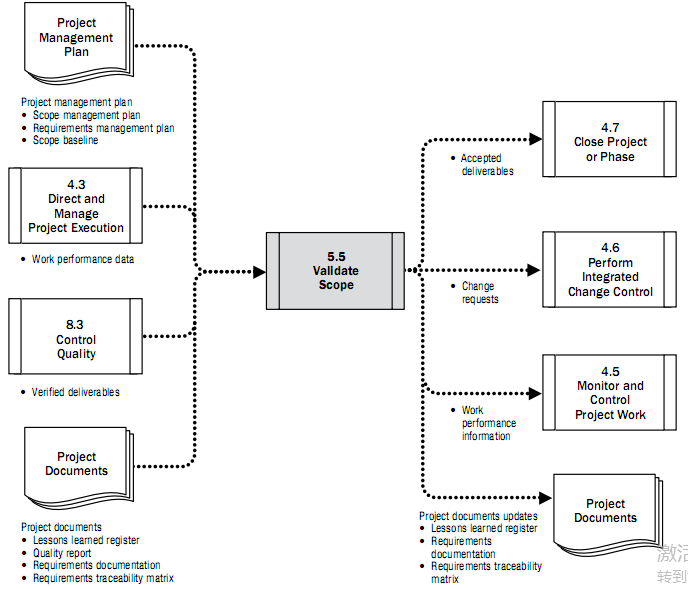 Project
Management
Plan
Project management plan
• Scope management plan
• Requirements management plan
• Scope baseline
4.3
Direct and
Manage
Project Execution
• Work performance data
8.3
Control
Quality
• Verified deliverables
Project
Documents
Project documents
• Lessons learned register
• Quality report
• Requirements documentation
• Requirements traceability matrix
5.5
Validate
Scope
4.7
Close Project
or Phase
• Accepted
deliverables
4.6
Perform
Integrated
Change Control
• Change
requests
4.5
Monitor and
Control
Project Work
• Work
performance
information
Project
Documents
Project documents updates
• Lessons learned register
• Requirements
documentation
• Requirements traceability
matrix
激活
转到